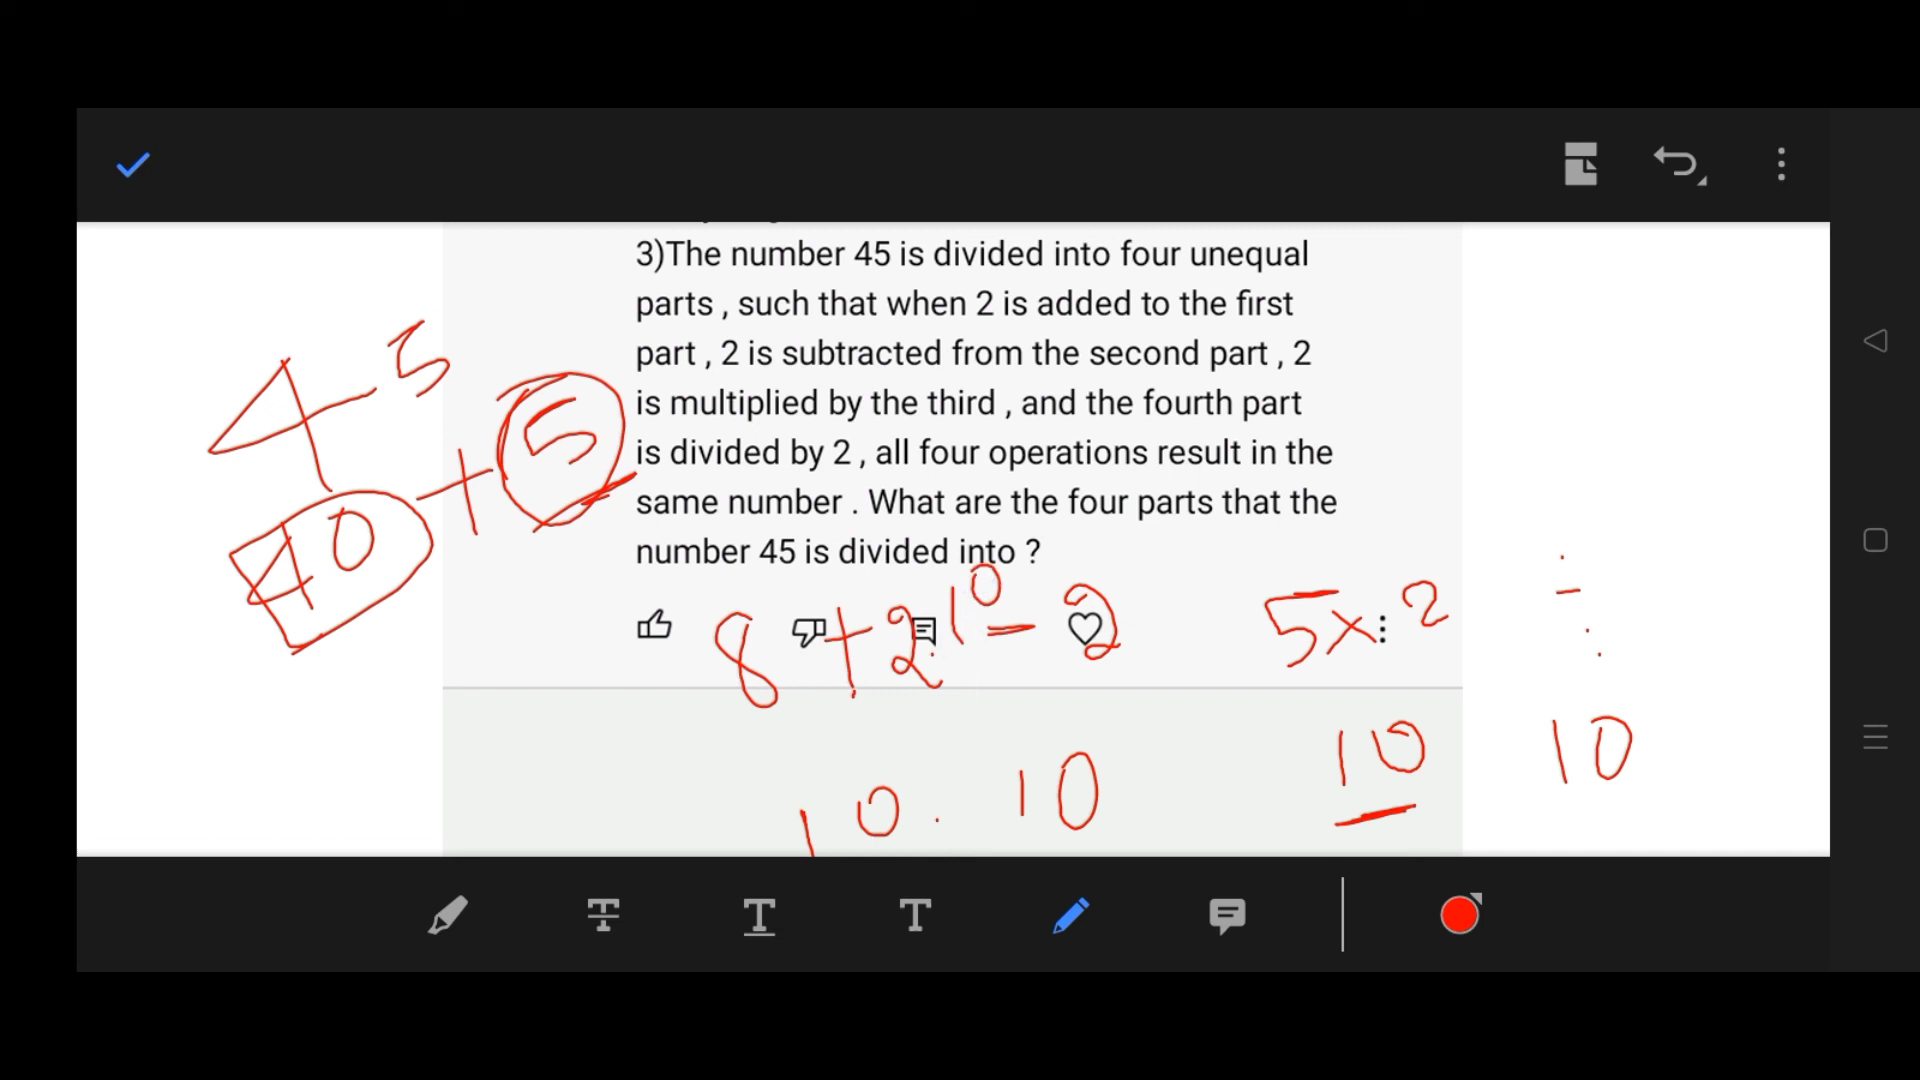 3)The number 45 is divided into four unequal
parts , such that when 2 is added to the first
part , 2 is subtracted from the second part , 2
is multiplied by the third , and the fourth part
is divided by 2 , all four operations result in the
same number . What are the four parts that the
number 45 is divided into ?
45
40 + 5
8 + 2 10 - 2 5 x 2 ÷
10 . 10 10 10
T T T